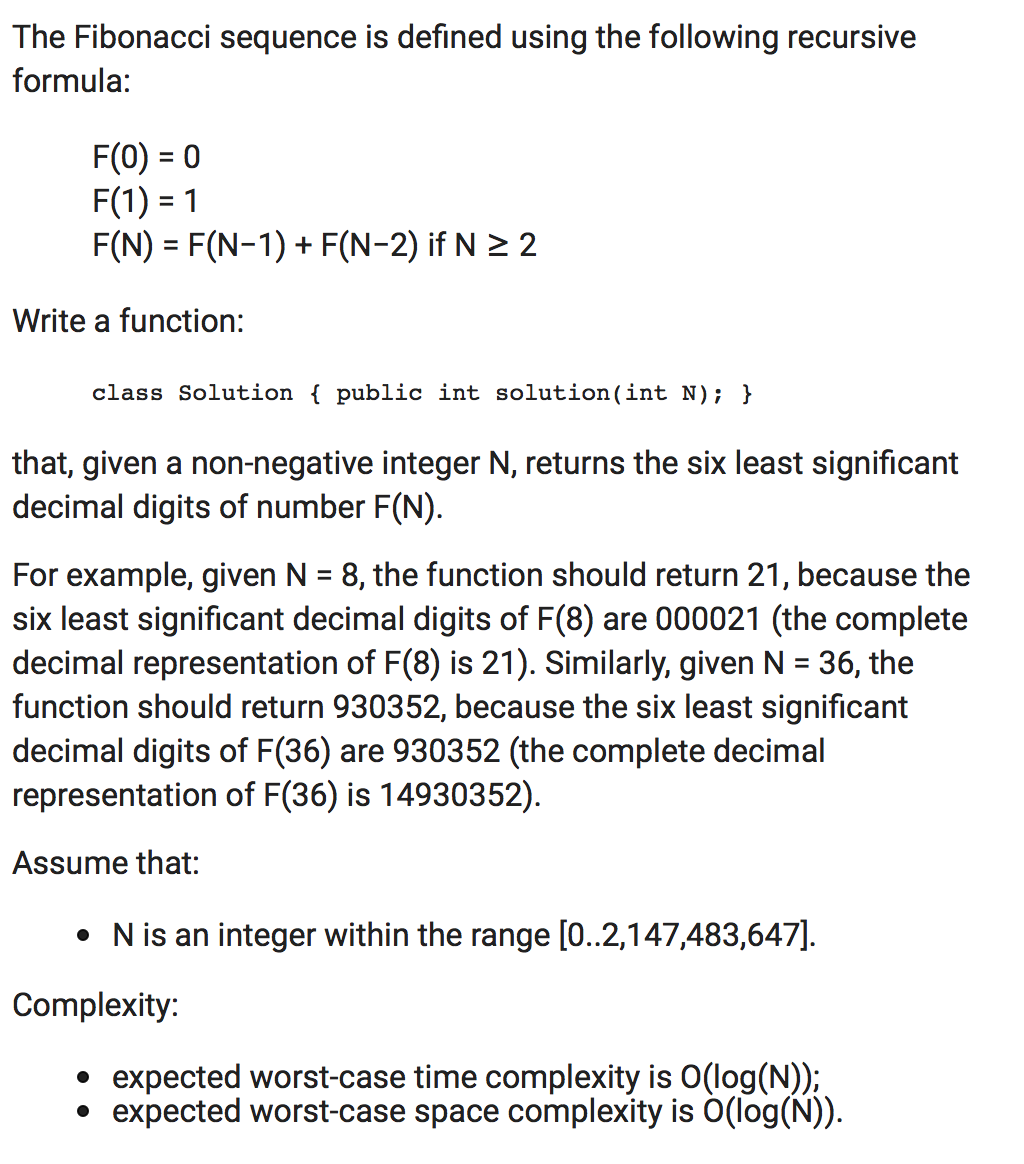 The Fibonacci sequence is defined using the following recursive
formula:
F(0) = 0
F(1) = 1
F(N) = F(N−1) + F(N−2) if N ≥ 2
Write a function:
class Solution { public int solution(int N); }
that, given a non-negative integer N, returns the six least significant
decimal digits of number F(N).
For example, given N = 8, the function should return 21, because the
six least significant decimal digits of F(8) are 000021 (the complete
decimal representation of F(8) is 21). Similarly, given N = 36, the
function should return 930352, because the six least significant
decimal digits of F(36) are 930352 (the complete decimal
representation of F(36) is 14930352).
Assume that:
• N is an integer within the range [0..2,147,483,647].
Complexity:
• expected worst-case time complexity is O(log(N));
• expected worst-case space complexity is O(log(N)).